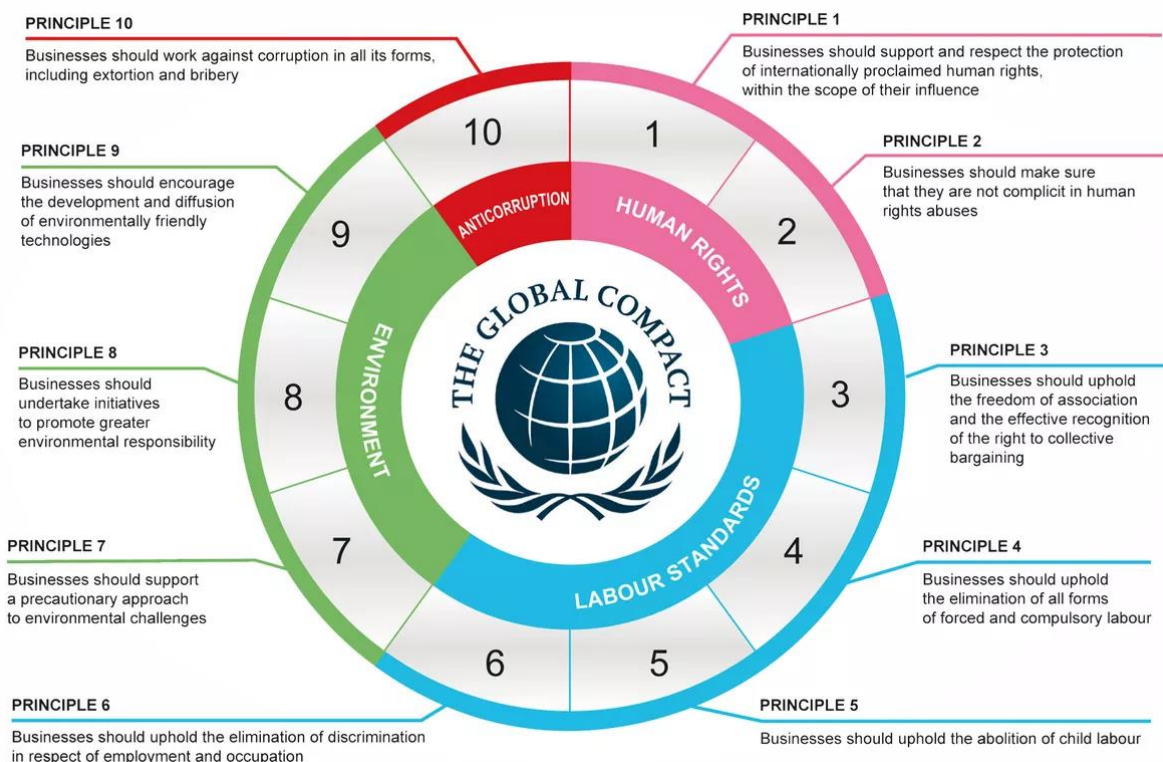 PRINCIPLE 10
Businesses should work against corruption in all its forms,
including extortion and bribery
PRINCIPLE 1
Businesses should support and respect the protection
of internationally proclaimed human rights,
within the scope of their influence
PRINCIPLE 9
Businesses should encourage
the development and diffusion
of environmentally friendly
technologies
PRINCIPLE 2
Businesses should make sure
that they are not complicit in human
rights abuses
PRINCIPLE 8
Businesses should
undertake initiatives
to promote greater
environmental responsibility
PRINCIPLE 3
Businesses should uphold
the freedom of association
and the effective recognition
of the right to collective
bargaining
PRINCIPLE 7
Businesses should support
a precautionary approach
to environmental challenges
PRINCIPLE 4
Businesses should uphold
the elimination of all forms
of forced and compulsory labour
PRINCIPLE 6
Businesses should uphold the elimination of discrimination
in respect of employment and occupation
PRINCIPLE 5
Businesses should uphold the abolition of child labour
10
1
2
3
4
5
6
7
8
9
ANTICORRUPTION
HUMAN RIGHTS
LABOUR STANDARDS
ENVIRONMENT
THE GLOBAL COMPACT